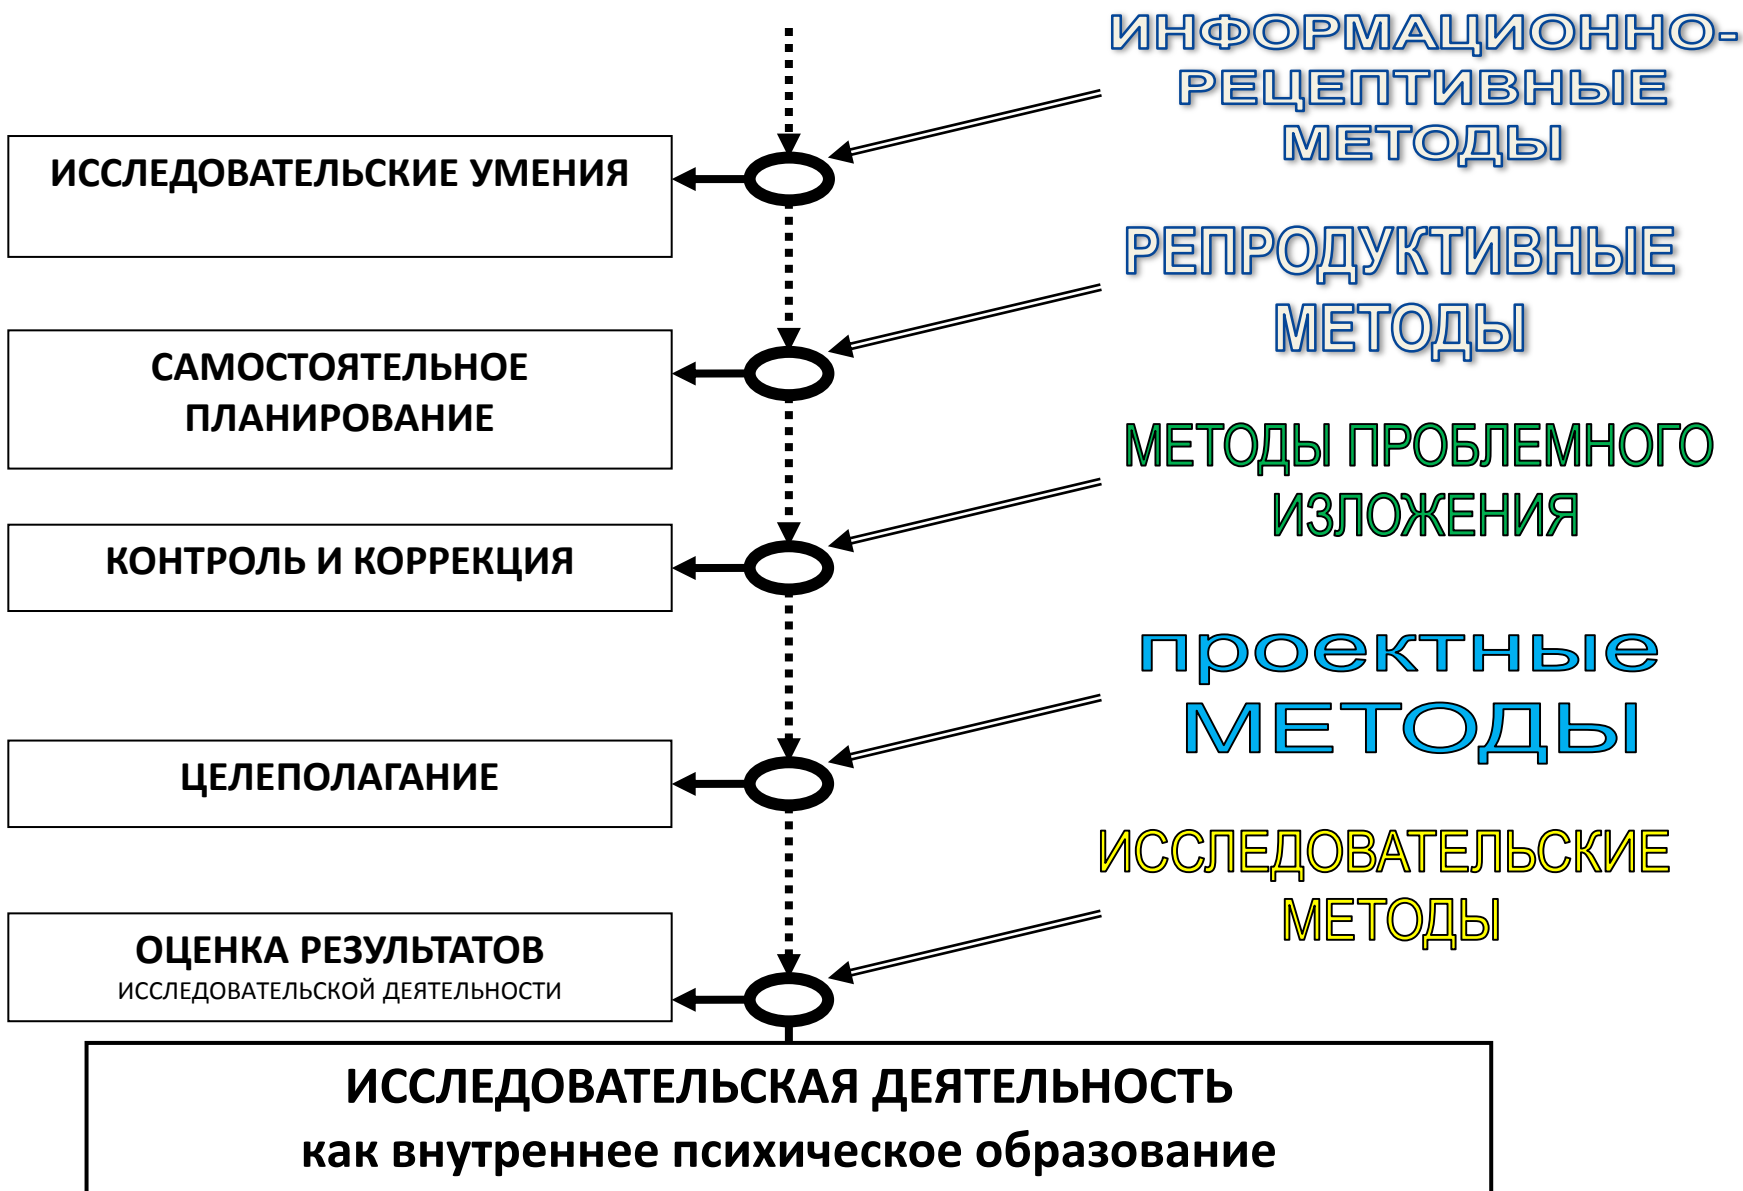 ИНФОРМАЦИОННО-
РЕЦЕПТИВНЫЕ
МЕТОДЫ
ИССЛЕДОВАТЕЛЬСКИЕ УМЕНИЯ
РЕПРОДУКТИВНЫЕ
МЕТОДЫ
САМОСТОЯТЕЛЬНОЕ
ПЛАНИРОВАНИЕ
МЕТОДЫ ПРОБЛЕМНОГО
ИЗЛОЖЕНИЯ
КОНТРОЛЬ И КОРРЕКЦИЯ
проектные
МЕТОДЫ
ЦЕЛЕПОЛАГАНИЕ
ИССЛЕДОВАТЕЛЬСКИЕ
МЕТОДЫ
ОЦЕНКА РЕЗУЛЬТАТОВ
ИССЛЕДОВАТЕЛЬСКОЙ ДЕЯТЕЛЬНОСТИ
ИССЛЕДОВАТЕЛЬСКАЯ ДЕЯТЕЛЬНОСТЬ
как внутреннее психическое образование